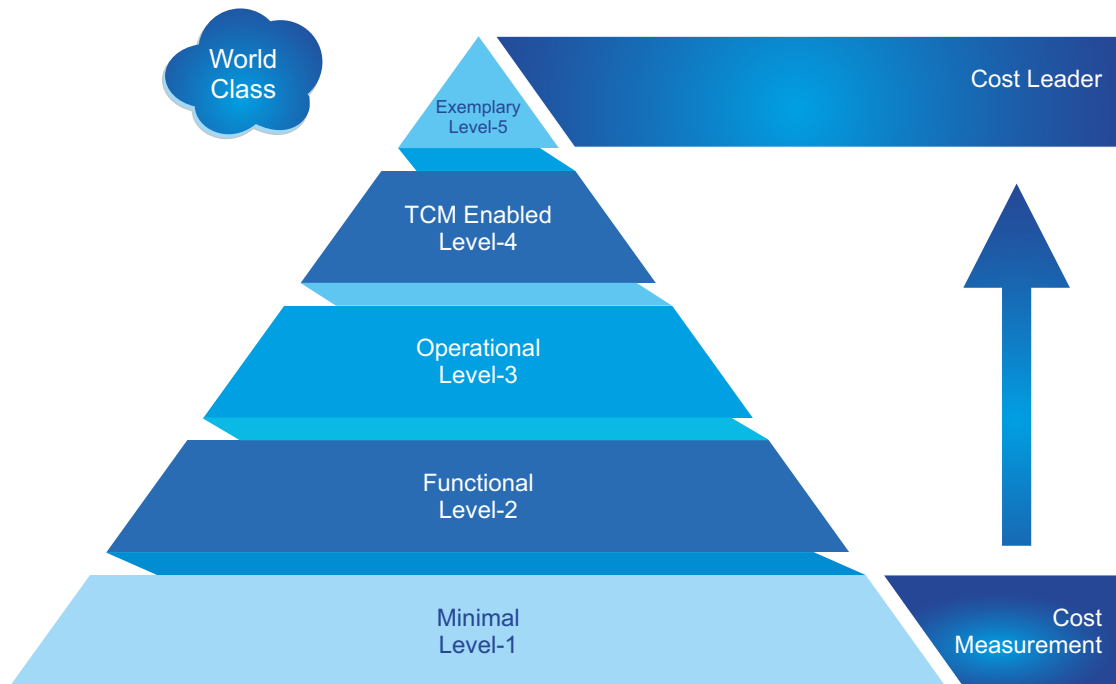 World
Class
Cost Leader
Exemplary
Level-5
TCM Enabled
Level-4
Operational
Level-3
Functional
Level-2
Minimal
Level-1
Cost
Measurement